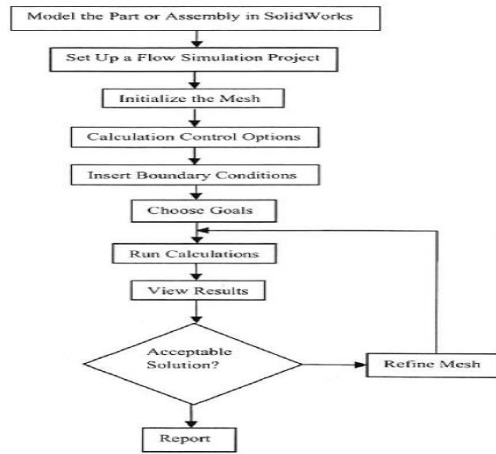 Model the Part or Assembly in SolidWorks
Set Up a Flow Simulation Project
Initialize the Mesh
Calculation Control Options
Insert Boundary Conditions
Choose Goals
Run Calculations
View Results
Acceptable
Solution?
Refine Mesh
Report